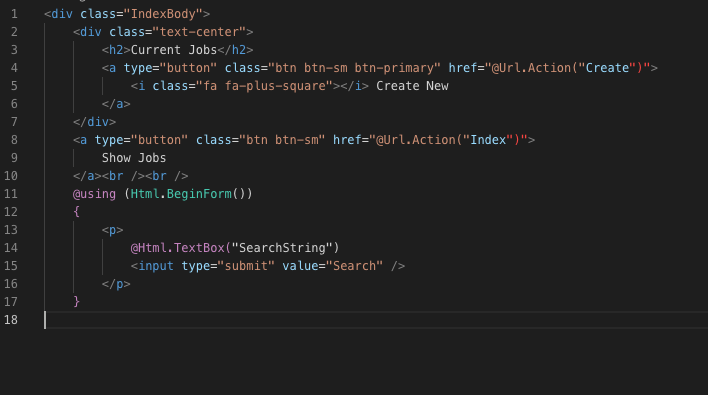 1 <div class="IndexBody">
2     <div class="text-center">
3         <h2>Current Jobs</h2>
4         <a type="button" class="btn btn-sm btn-primary" href="@Url.Action("Create")">
5             <i class="fa fa-plus-square"></i> Create New
6         </a>
7     </div>
8     <a type="button" class="btn btn-sm" href="@Url.Action("Index")">
9         Show Jobs
10     </a><br /><br />
11     @using (Html.BeginForm())
12     {
13         <p>
14             @Html.TextBox("SearchString")
15             <input type="submit" value="Search" />
16         </p>
17     }
18